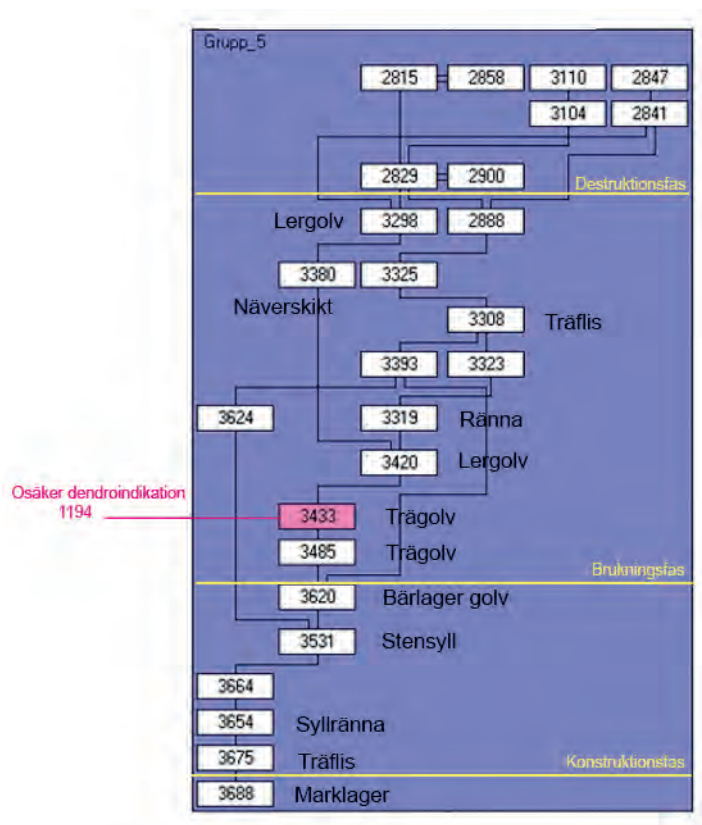 Grupp_5
2815 2858 3110 2847
3104 2841
2829 2900
Destruktionsfas
Lergolv 3298 2888
3380 3325
Näverskikt
3308 Träflis
3393 3323
3624 3319 Ränna
3420 Lergolv
Osäker dendroindikation
1194
3433 Trägolv
3485 Trägolv
Brukningsfas
3620 Bärlager golv
3531 Stensyll
3664
3654 Syllränna
3675 Träflis
Konstruktionsfas
3688 Marklager